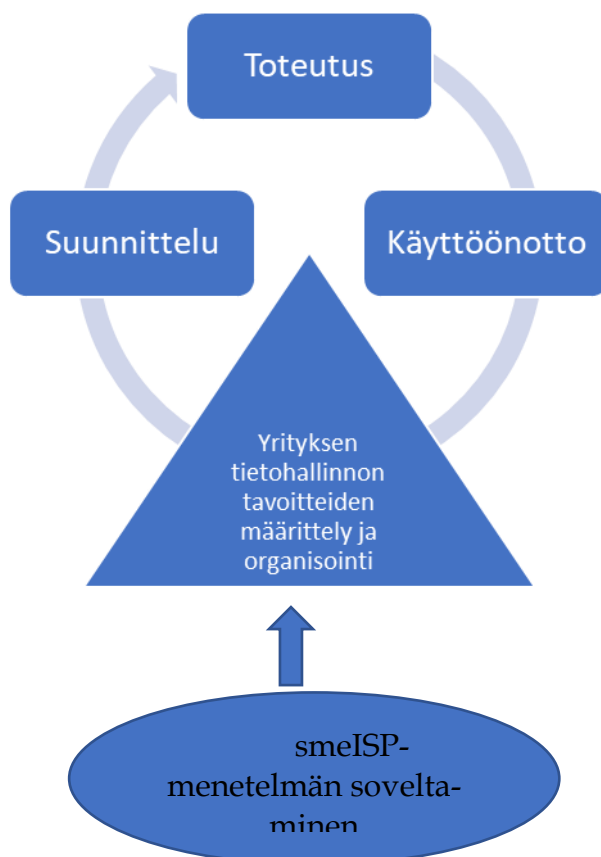 Toteutus
Suunnittelu
Käyttöönotto
Yrityksen
tietohallinnon
tavoitteiden
määrittely ja
organisointi
smeISP-
menetelmän sovelta-
minen